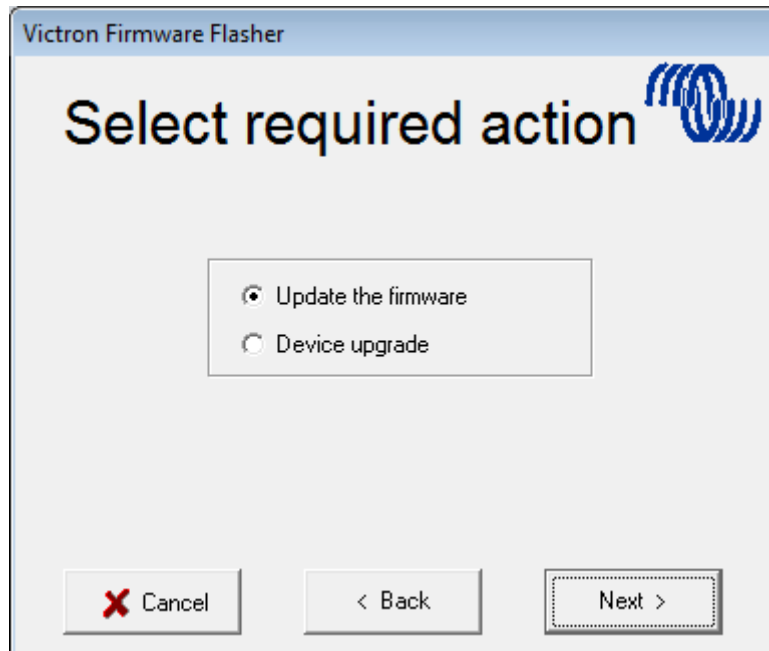 Victron Firmware Flasher
Select required action
Update the firmware
Device upgrade
Cancel
< Back
Next >